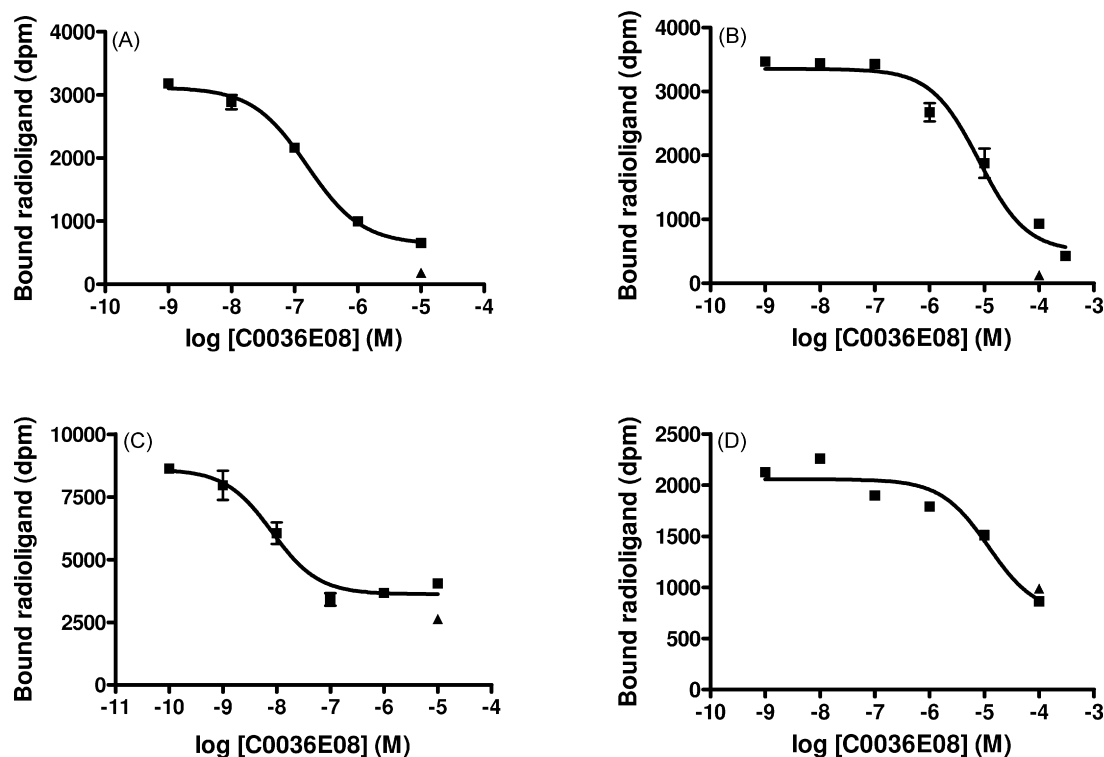 (A)
Bound radioligand (dpm)
4000
3000
2000
1000
0
-10 -9 -8 -7 -6 -5 -4
log [C0036E08] (M)
(B)
Bound radioligand (dpm)
4000
3000
2000
1000
0
-10 -9 -8 -7 -6 -5 -4 -3
log [C0036E08] (M)
(C)
Bound radioligand (dpm)
10000
7500
5000
2500
0
-11 -10 -9 -8 -7 -6 -5 -4
log [C0036E08] (M)
(D)
Bound radioligand (dpm)
2500
2000
1500
1000
500
0
-10 -9 -8 -7 -6 -5 -4 -3
log [C0036E08] (M)